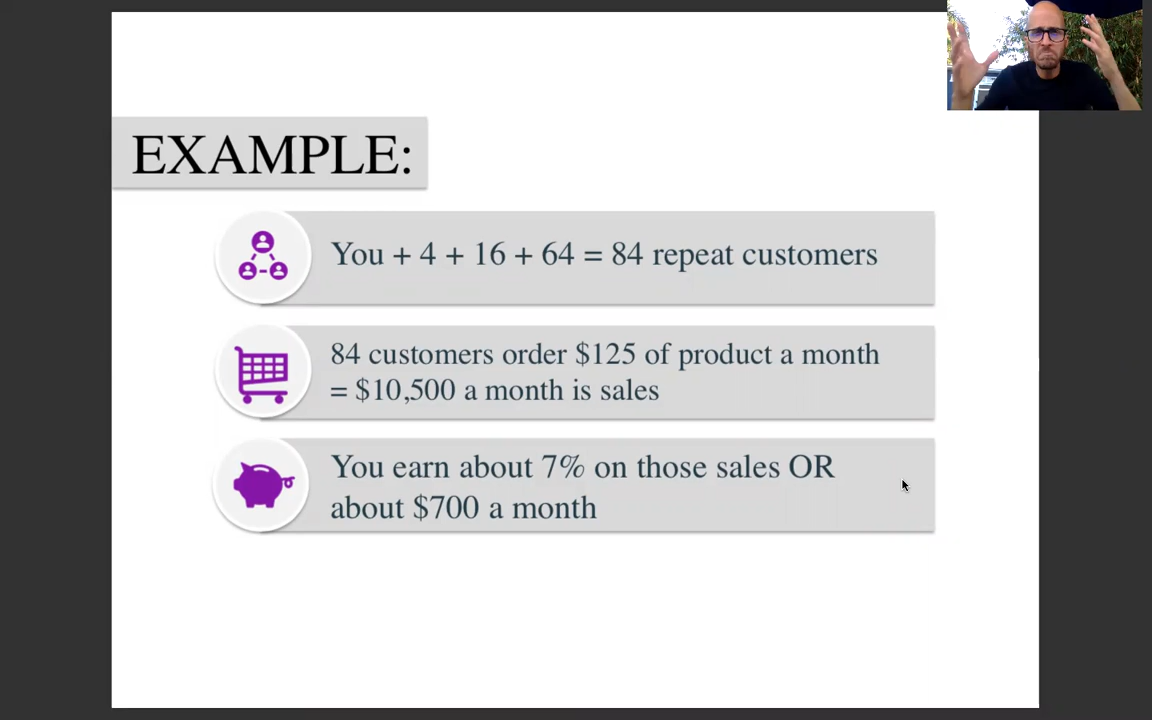 EXAMPLE:
You + 4 + 16 + 64 = 84 repeat customers
84 customers order $125 of product a month
= $10,500 a month is sales
You earn about 7% on those sales OR
about $700 a month